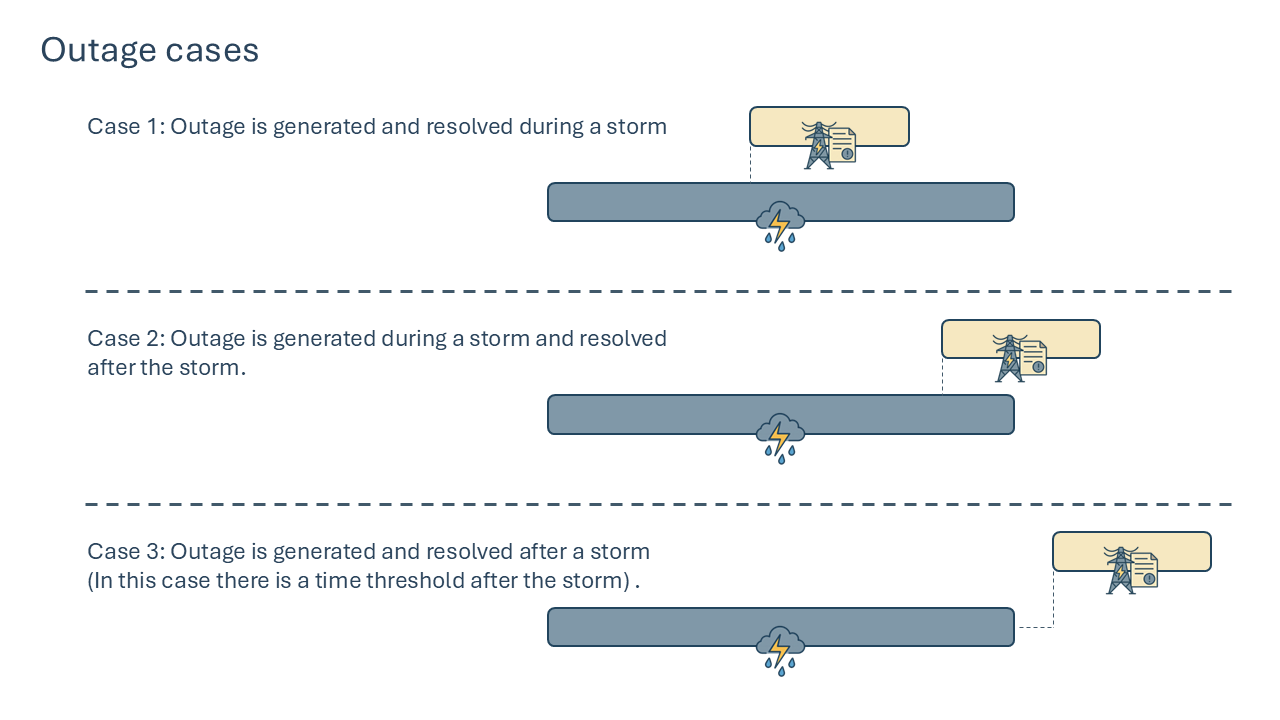 Outage cases
Case 1: Outage is generated and resolved during a storm
Case 2: Outage is generated during a storm and resolved
after the storm.
Case 3: Outage is generated and resolved after a storm
(In this case there is a time threshold after the storm) .